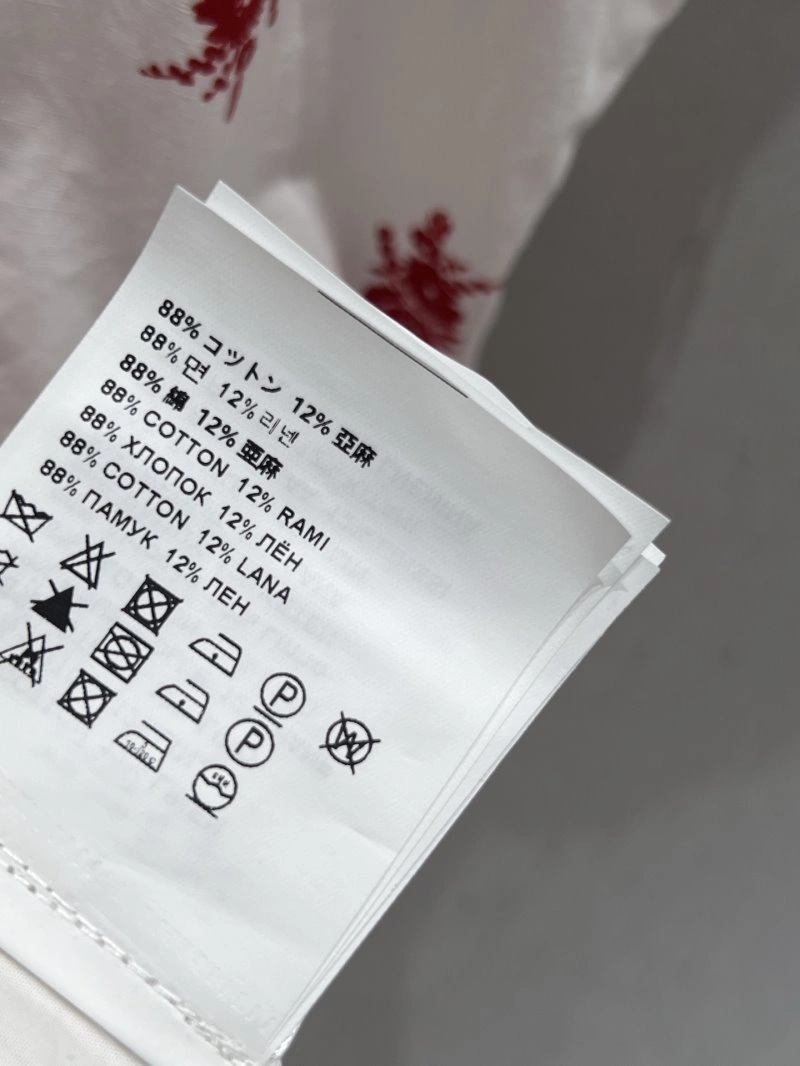 88% コットン 12% 亞麻
88% 면 12% 리넨
88% 綿 12% 亜麻
88% COTTON 12% RAMI
88% ХЛОПОК 12% ЛЁН
88% COTTON 12% LANA
88% ПАМУК 12% ЛЕН
P
W
P